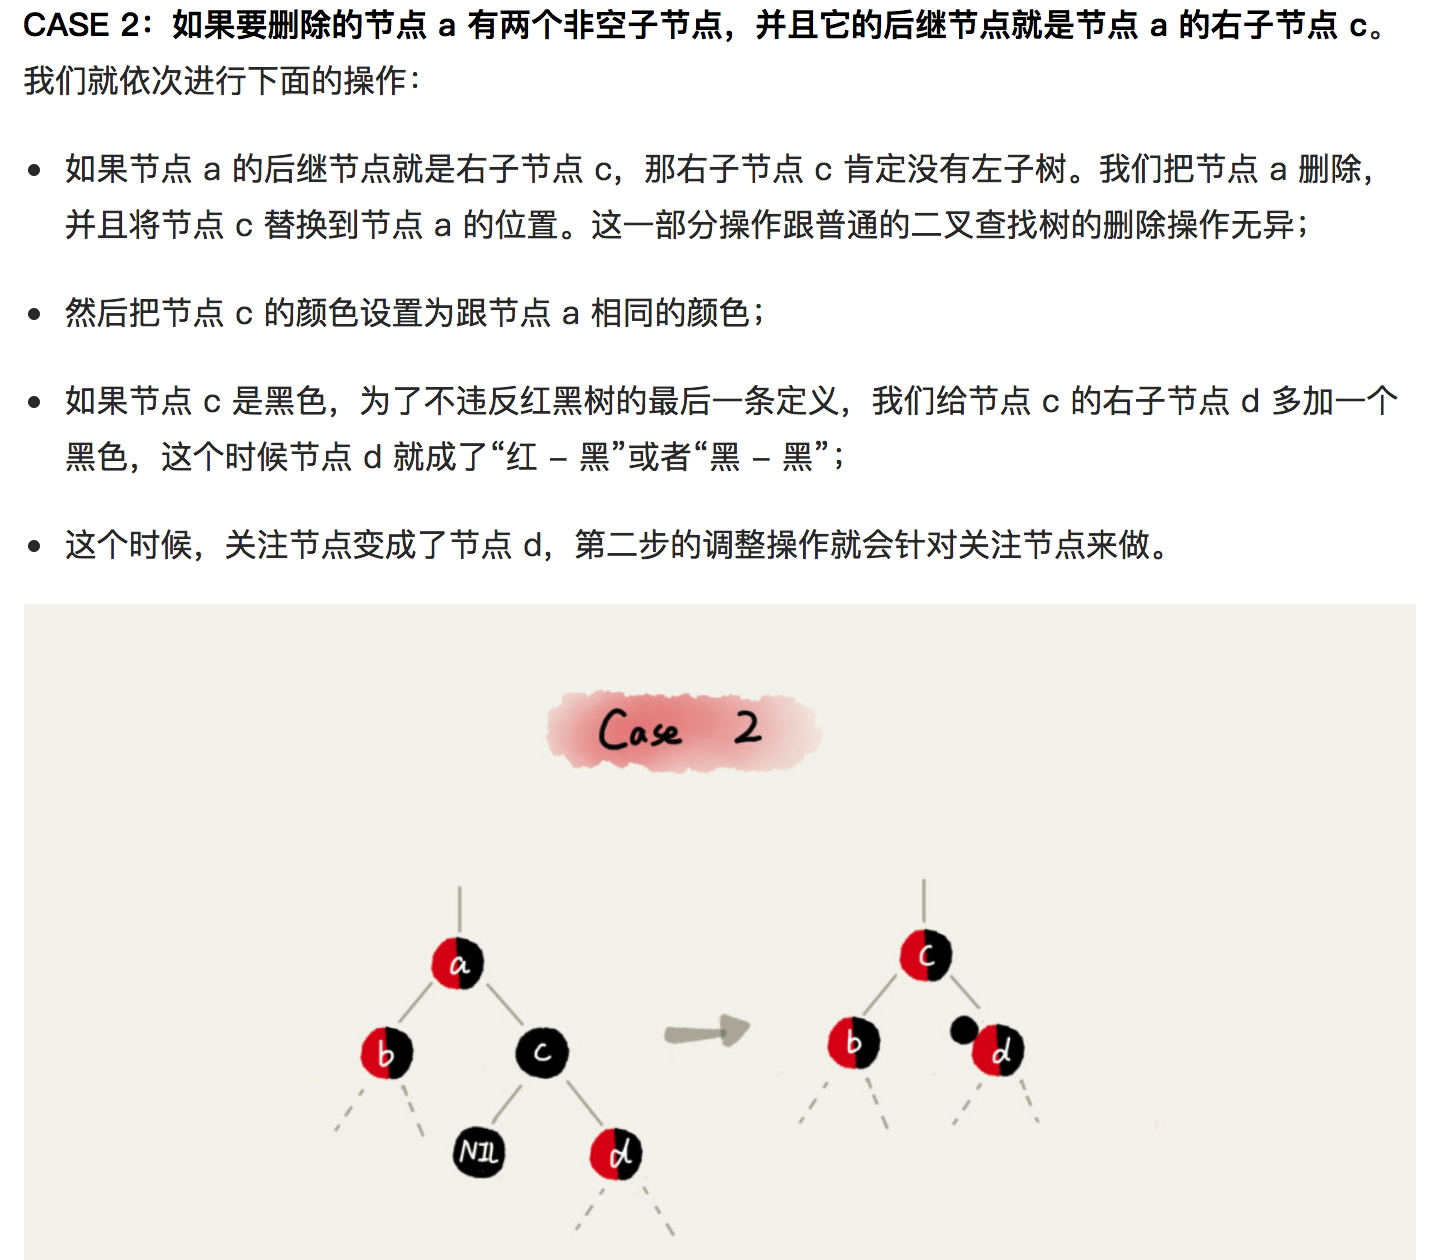 CASE 2：如果要删除的节点 a 有两个非空子节点，并且它的后继节点就是节点 a 的右子节点 c。
我们就依次进行下面的操作：
• 如果节点 a 的后继节点就是右子节点 c，那右子节点 c 肯定没有左子树。我们把节点 a 删除，
并且将节点 c 替换到节点 a 的位置。这一部分操作跟普通的二叉查找树的删除操作无异；
• 然后把节点 c 的颜色设置为跟节点 a 相同的颜色；
• 如果节点 c 是黑色，为了不违反红黑树的最后一条定义，我们给节点 c 的右子节点 d 多加一个
黑色，这个时候节点 d 就成了“红 – 黑”或者“黑 – 黑”；
• 这个时候，关注节点变成了节点 d，第二步的调整操作就会针对关注节点来做。
Case 2
a
b
c
NIL
d
c
b
d